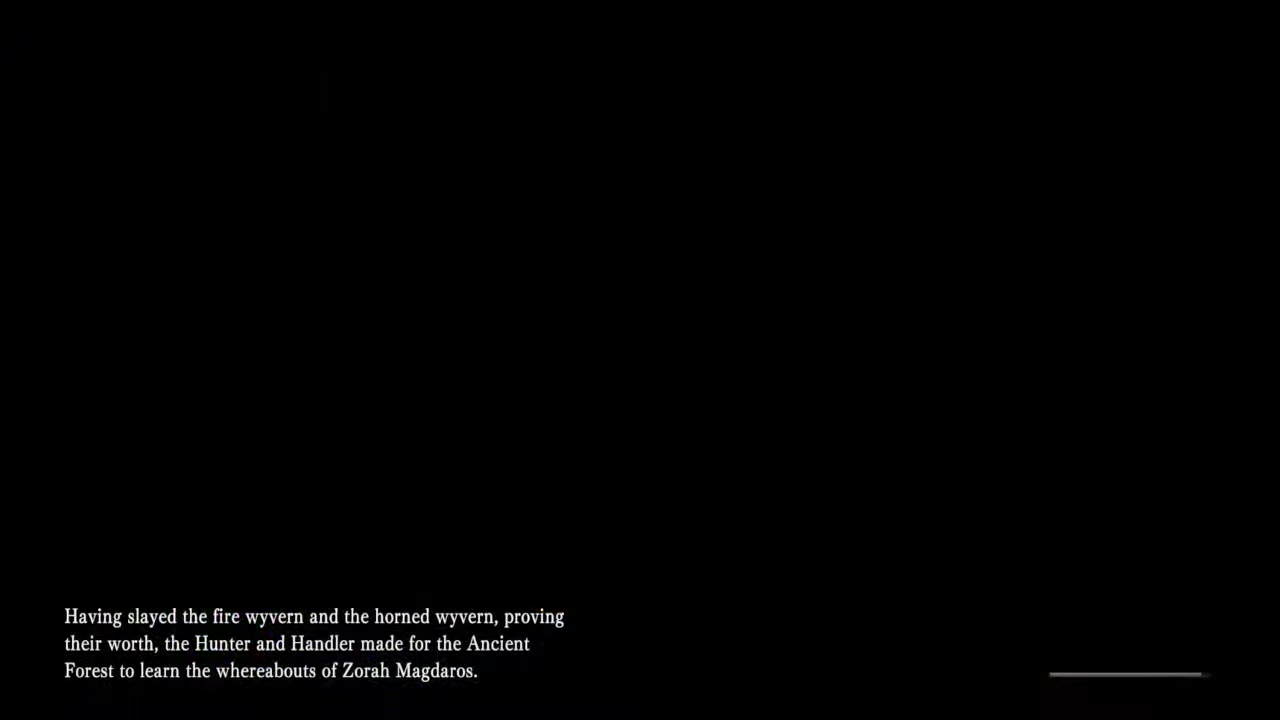 Having slayed the fire wyvern and the horned wyvern, proving
their worth, the Hunter and Handler made for the Ancient
Forest to learn the whereabouts of Zorah Magdaros.